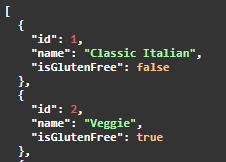 [
  {
    "id": 1,
    "name": "Classic Italian",
    "isGlutenFree": false
  },
  {
    "id": 2,
    "name": "Veggie",
    "isGlutenFree": true
  },